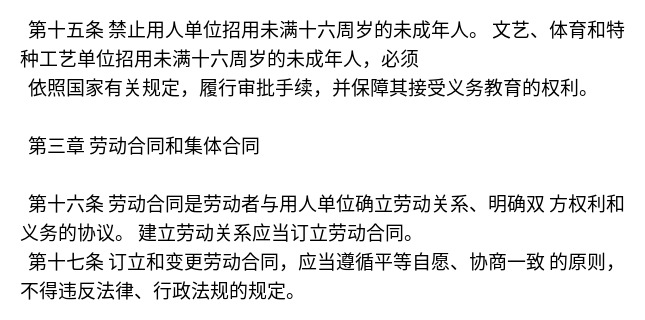 第十五条 禁止用人单位招用未满十六周岁的未成年人。 文艺、体育和特
种工艺单位招用未满十六周岁的未成年人，必须
依照国家有关规定，履行审批手续，并保障其接受义务教育的权利。
第三章 劳动合同和集体合同
第十六条 劳动合同是劳动者与用人单位确立劳动关系、明确双 方权利和
义务的协议。 建立劳动关系应当订立劳动合同。
第十七条 订立和变更劳动合同，应当遵循平等自愿、协商一致 的原则，
不得违反法律、行政法规的规定。